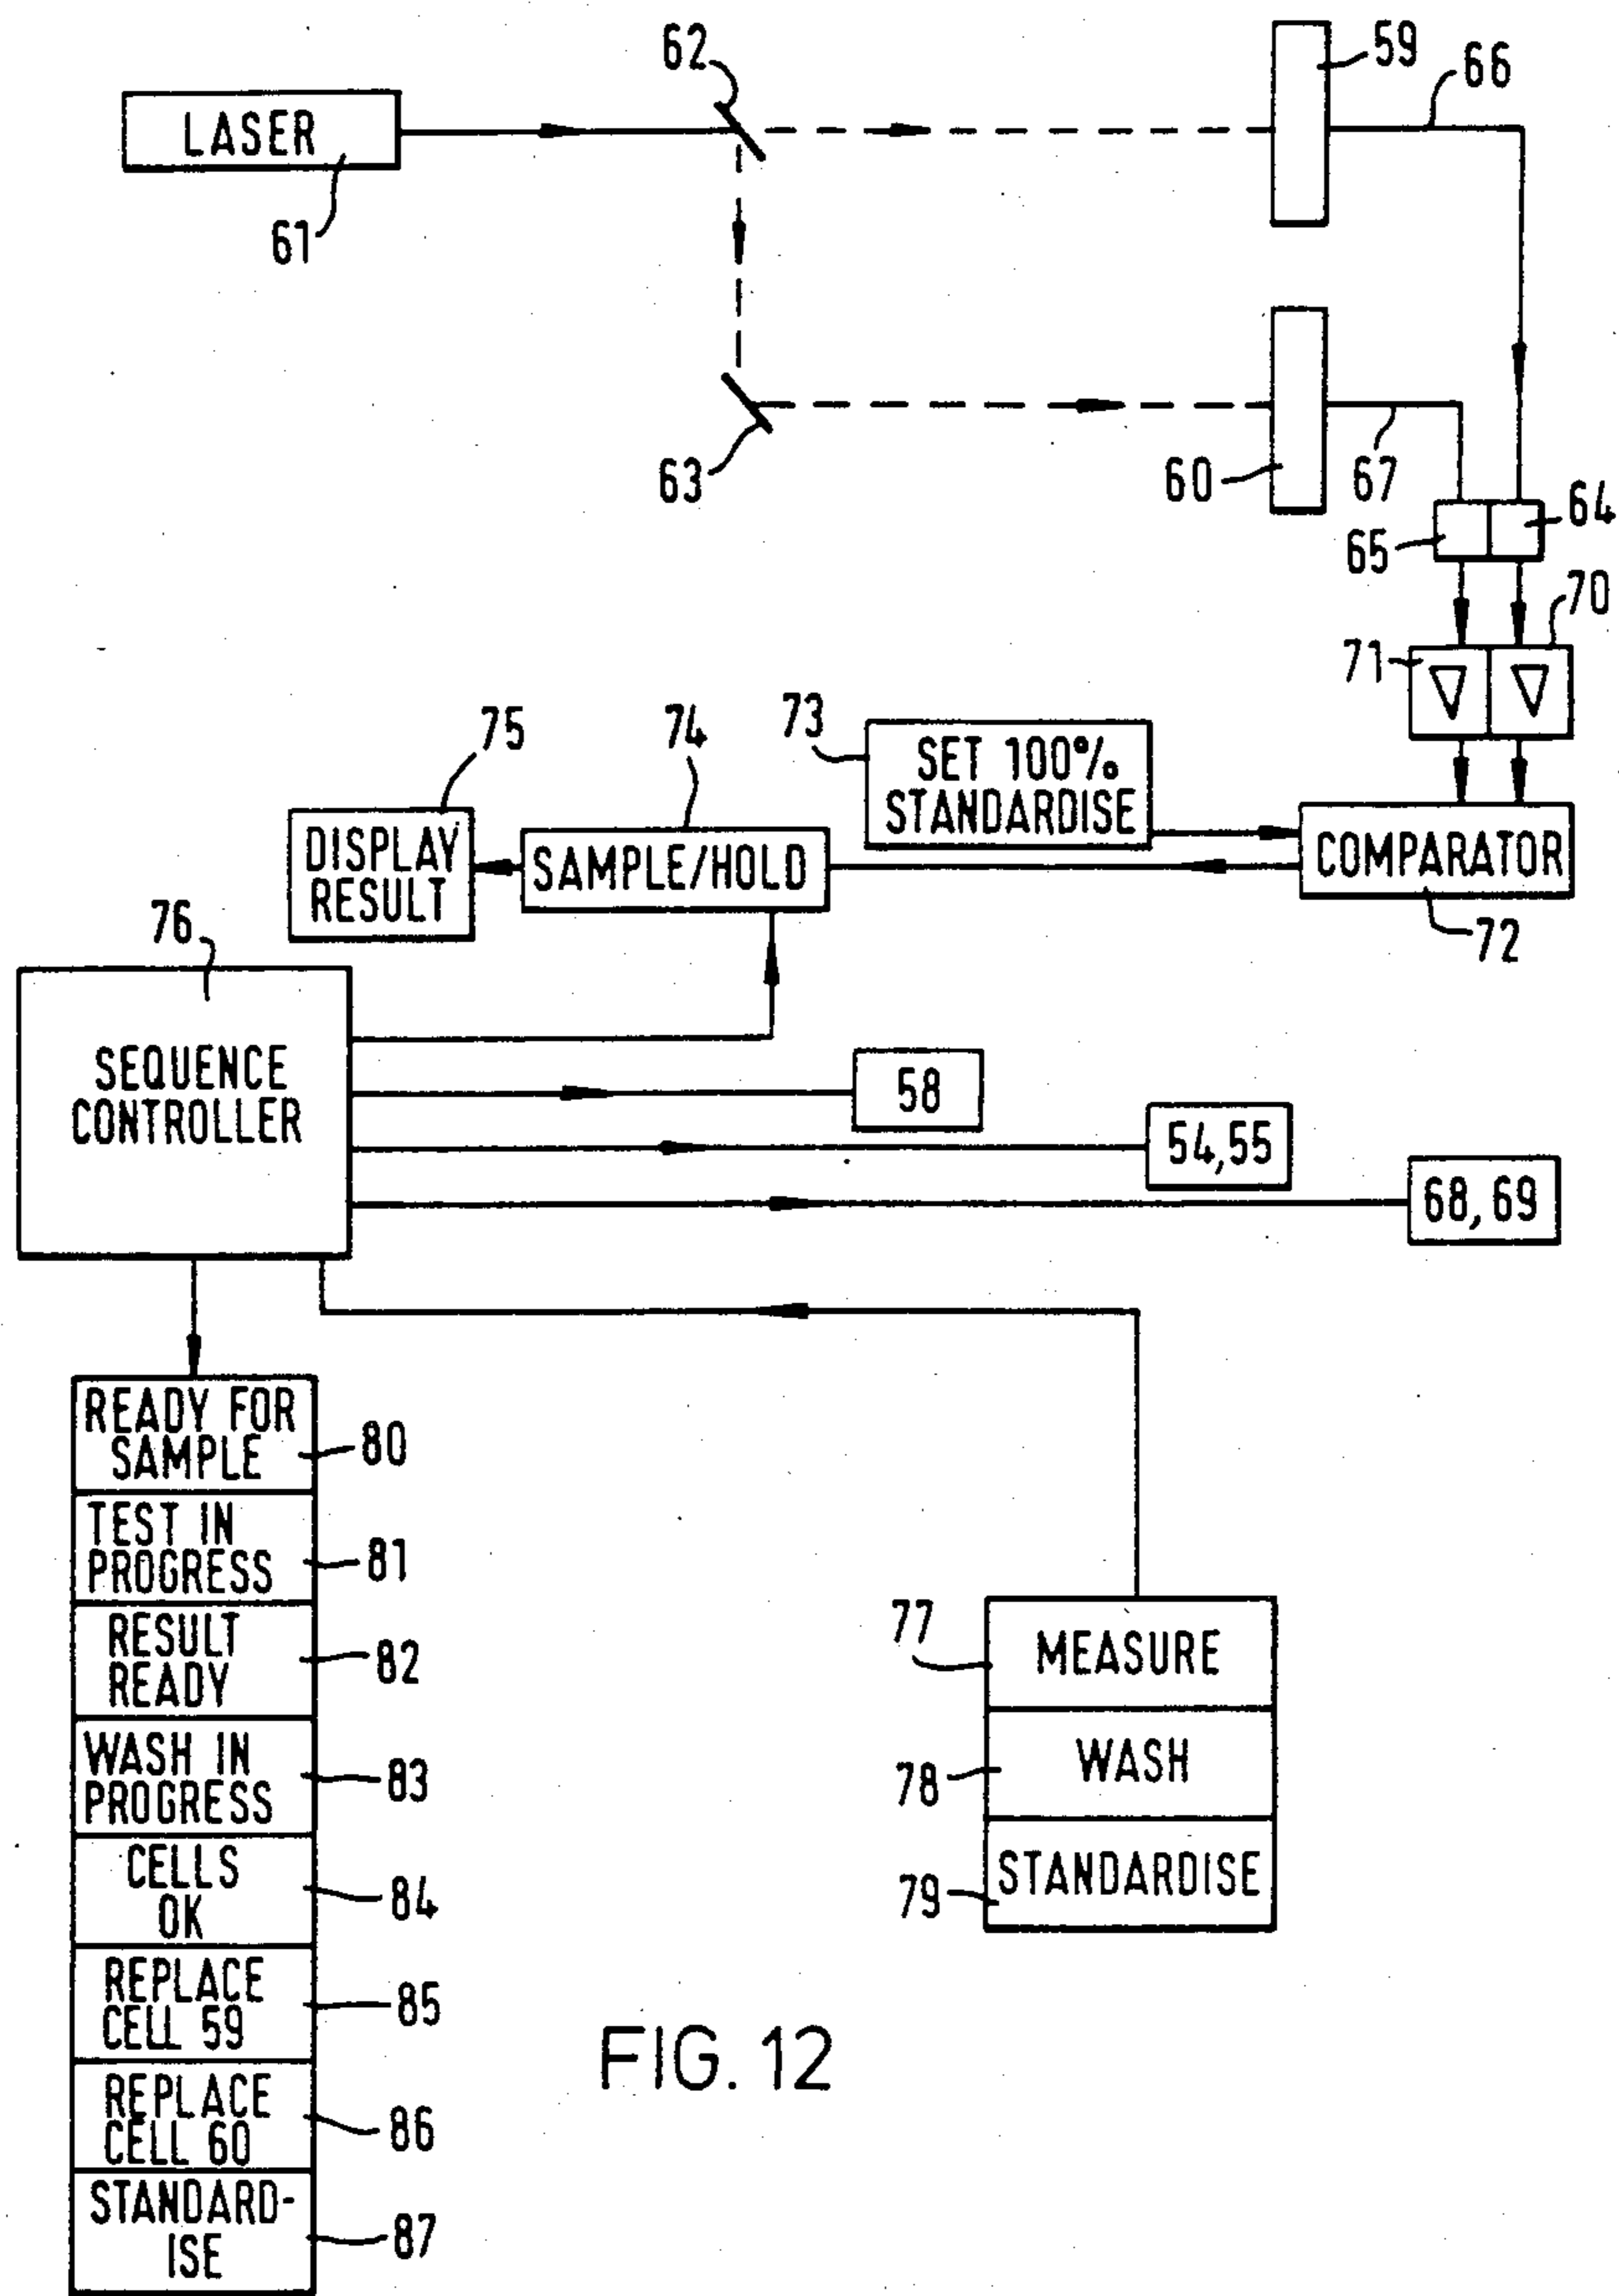 62
59
66
LASER
61
63
60
67
64
65
70
71
73
SET 100%
STANDARDISE
74
75
DISPLAY
RESULT
SAMPLE/HOLD
COMPARATOR
72
76
SEQUENCE
CONTROLLER
58
54,55
68,69
READY FOR
SAMPLE
80
TEST IN
PROGRESS
81
RESULT
READY
82
WASH IN
PROGRESS
83
CELLS
OK
84
REPLACE
CELL 59
85
REPLACE
CELL 60
86
STANDARD-
ISE
87
77
MEASURE
78
WASH
79
STANDARDISE
FIG. 12